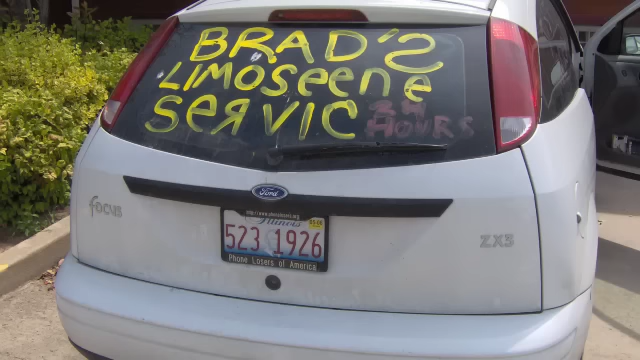 BRAD'S
LIMOSEENE
SERVIC
24
HOURS
Ford
Focus
ZX3
Illinois
523 1926
Phone Losers of America